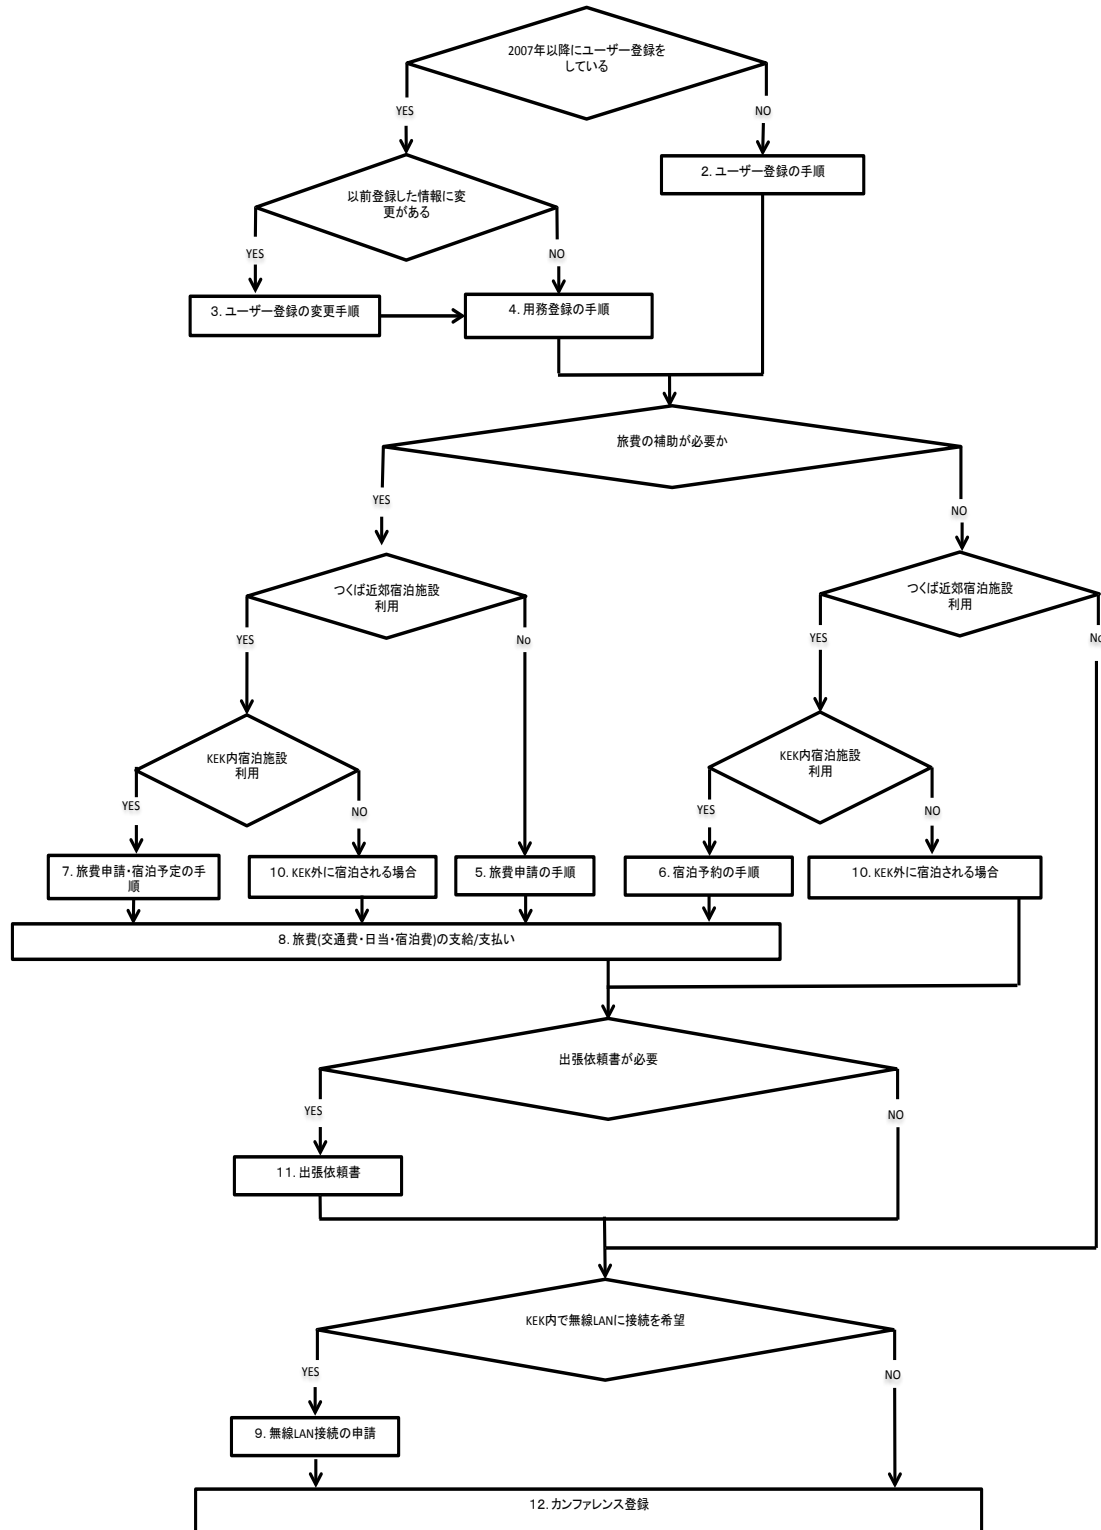 2007年以降にユーザー登録を
している
YES
NO
2. ユーザー登録の手順
以前登録した情報に変
更がある
YES
NO
3. ユーザー登録の変更手順
4. 用務登録の手順
旅費の補助が必要か
YES
NO
つくば近郊宿泊施設
利用
つくば近郊宿泊施設
利用
YES
No
YES
No
KEK内宿泊施設
利用
KEK内宿泊施設
利用
YES
NO
YES
NO
7. 旅費申請・宿泊予定の手
順
10. KEK外に宿泊される場合
5. 旅費申請の手順
6. 宿泊予約の手順
10. KEK外に宿泊される場合
8. 旅費(交通費・日当・宿泊費)の支給/支払い
出張依頼書が必要
YES
NO
11. 出張依頼書
KEK内で無線LANに接続を希望
YES
NO
9. 無線LAN接続の申請
12. カンファレンス登録